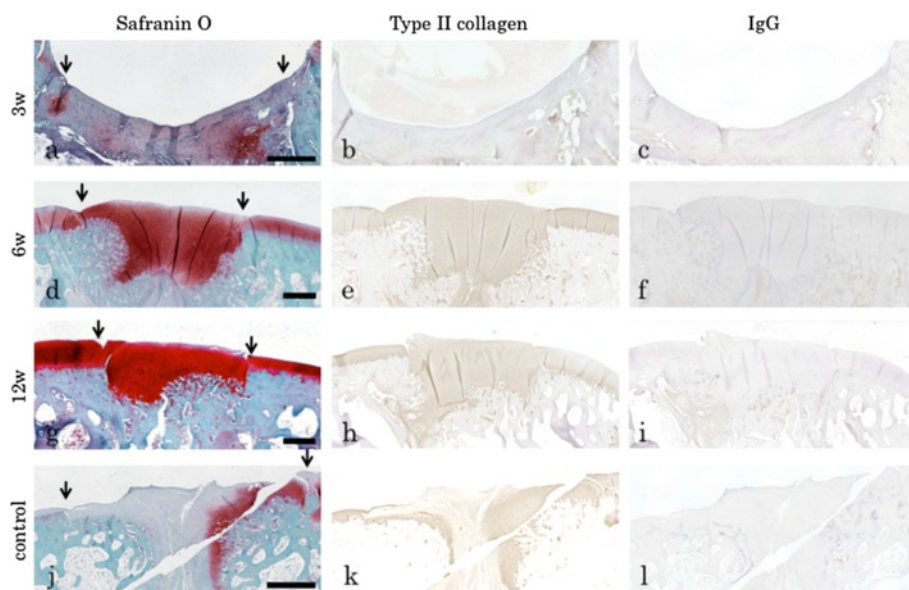 Safranin O Type II collagen IgG
3w
a b c
6w
d e f
12w
g h i
control
j k l